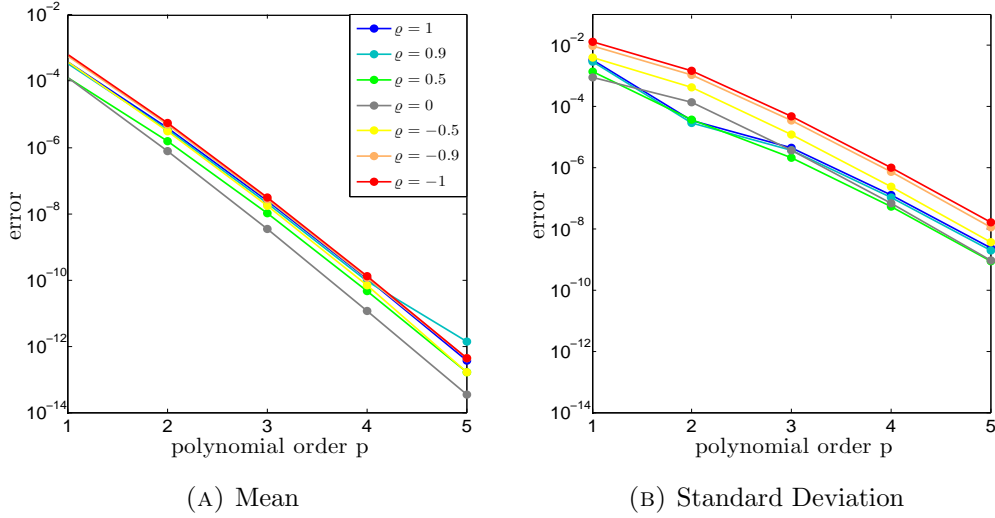 10^−2
10^−4
10^−6
10^−8
10^−10
10^−12
10^−14
error
1 2 3 4 5
polynomial order p
ϱ = 1
ϱ = 0.9
ϱ = 0.5
ϱ = 0
ϱ = −0.5
ϱ = −0.9
ϱ = −1
(A) Mean
10^−2
10^−4
10^−6
10^−8
10^−10
10^−12
10^−14
error
1 2 3 4 5
polynomial order p
(B) Standard Deviation